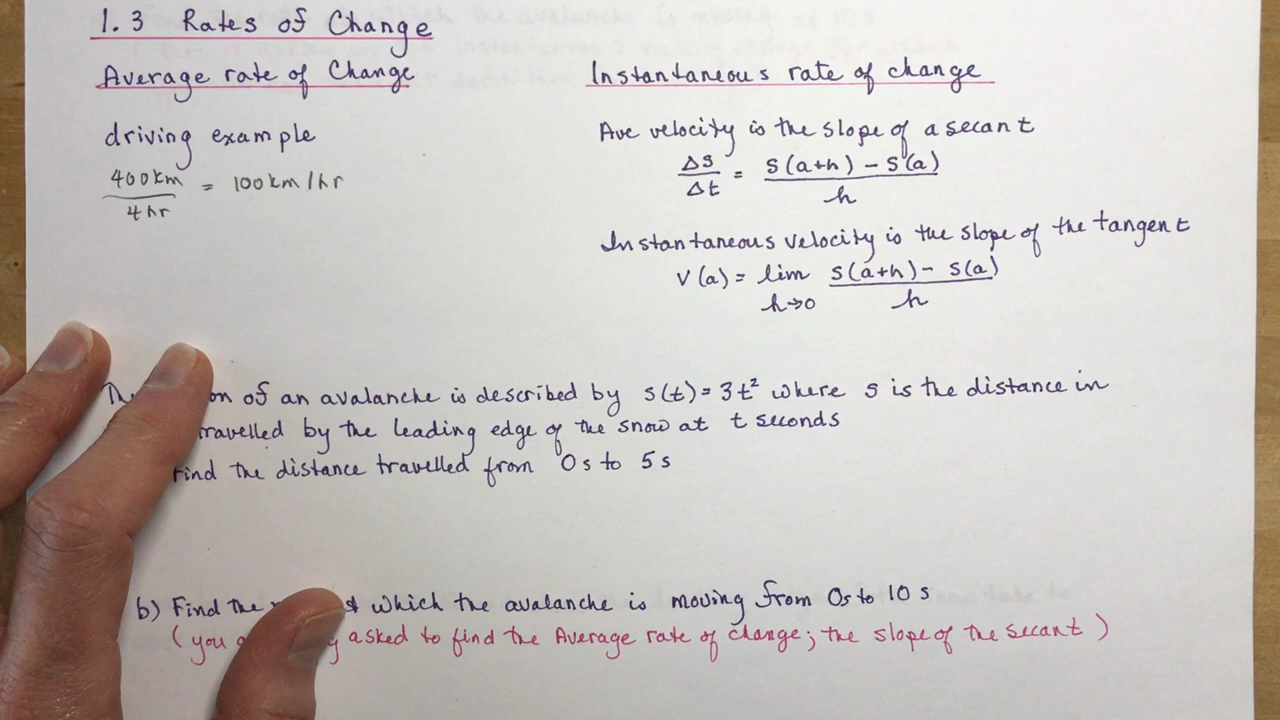 1.3 Rates of Change
Average rate of Change
driving example
400km
4hr
= 100km/hr
Instantaneous rate of change
Ave velocity is the slope of a secant
Δs/Δt = s(a+h) - s(a) / h
Instantaneous velocity is the slope of the tangent
v(a) = lim h→0 s(a+h) - s(a) / h
of an avalanche is described by s(t) = 3t² where s is the distance in
travelled by the leading edge of the snow at t seconds
Find the distance travelled from 0s to 5s
b) Find the which the avalanche is moving from 0s to 10s
(you asked to find the Average rate of change; the slope of the secant)